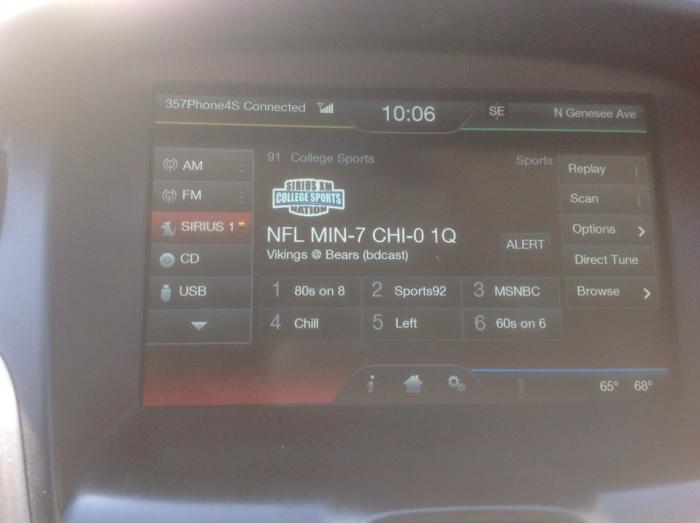 357Phone4S Connected
10:06
SE
N Genesee Ave
AM
FM
SIRIUS 1
CD
USB
91 College Sports
Sports
SIRIUS XM
COLLEGE SPORTS
NATION
NFL MIN-7 CHI-0 1Q
Vikings @ Bears (bdcast)
ALERT
1 80s on 8
2 Sports92
3 MSNBC
4 Chill
5 Left
6 60s on 6
Replay
Scan
Options
Direct Tune
Browse
65° 68°